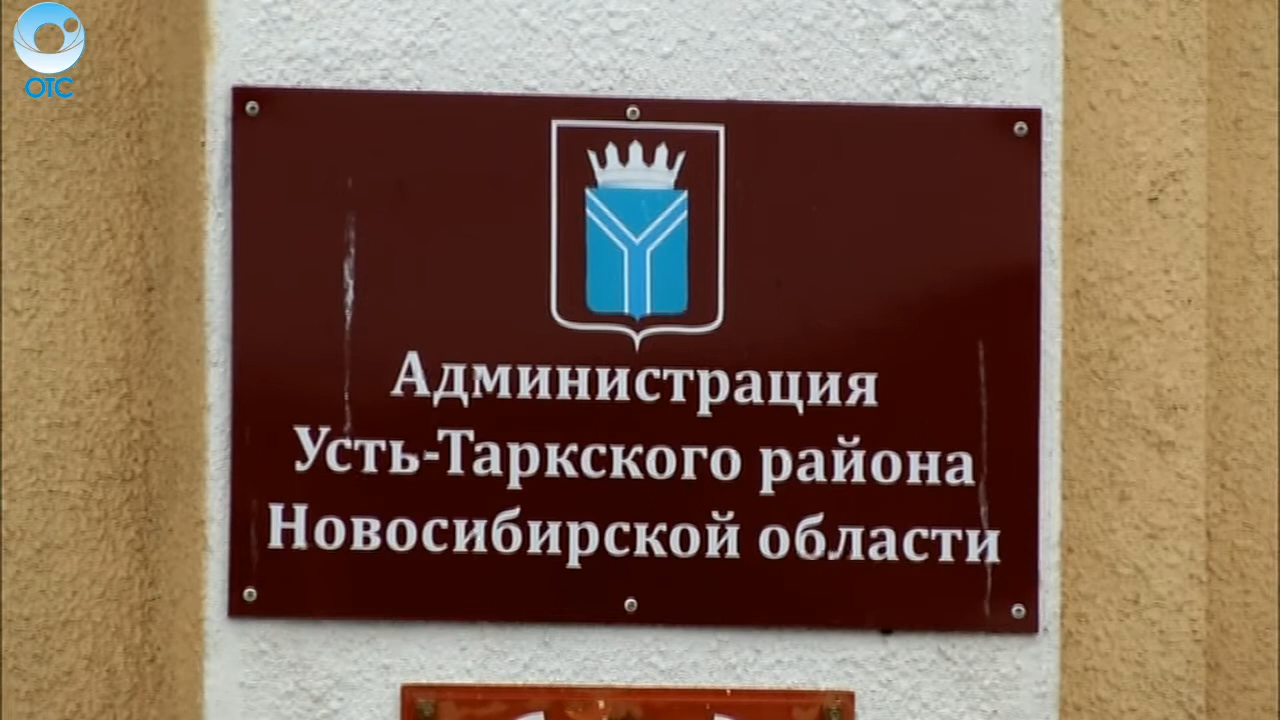 ОТС
Администрация
Усть-Таркского района
Новосибирской области